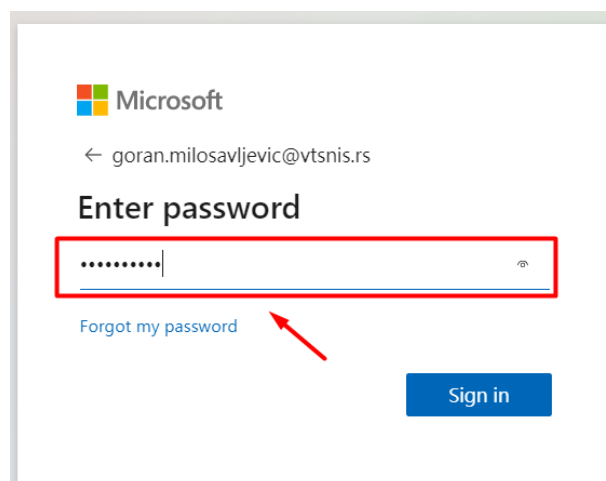 Microsoft
← goran.milosavljevic@vtsnis.rs
Enter password
••••••••••
Forgot my password
Sign in